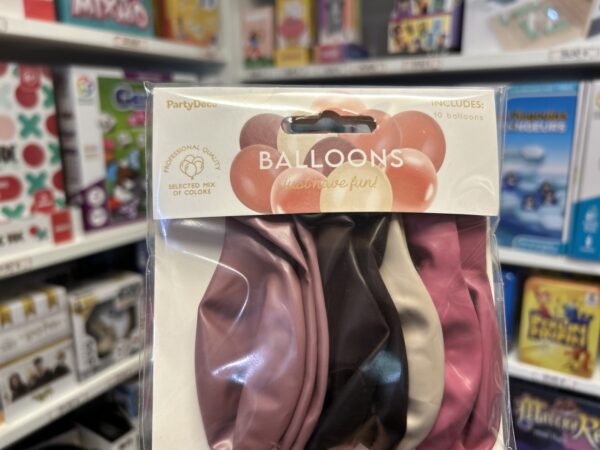 PartyDeco
INCLUDES:
10 balloons
PROFESSIONAL QUALITY
SELECTED MIX
OF COLORS
BALLOONS
just have fun!